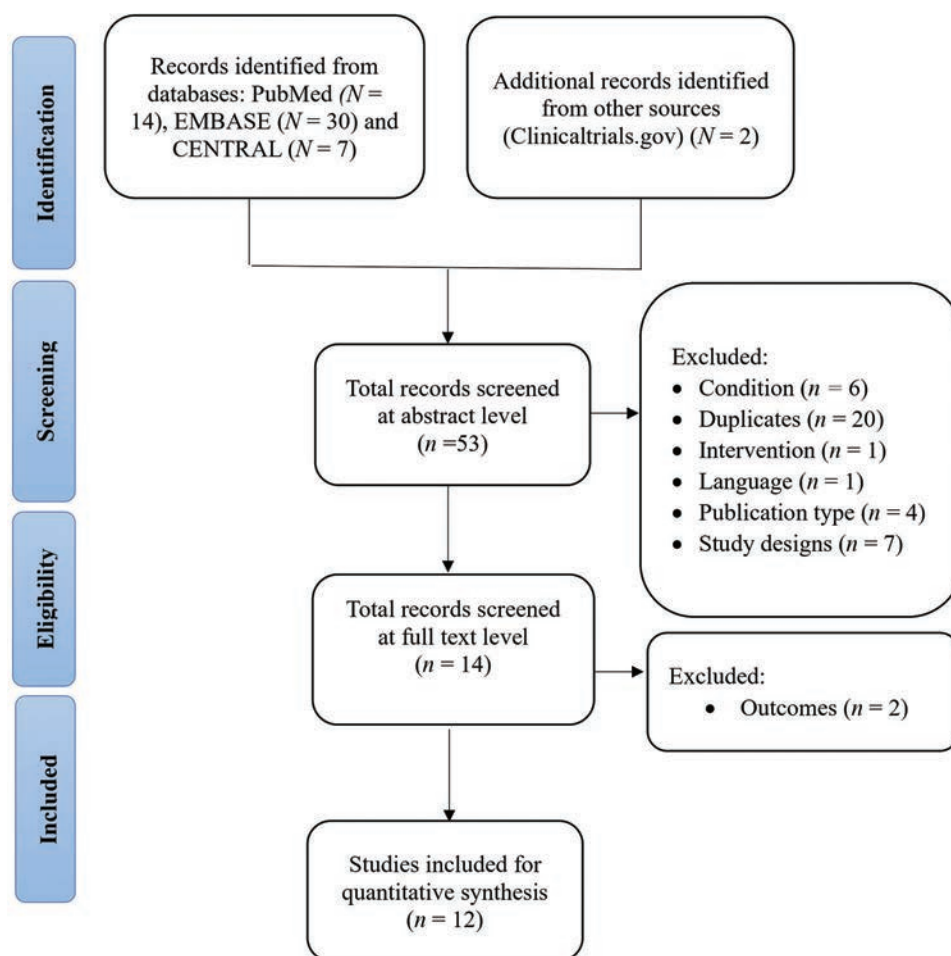 Identification
Records identified from
databases: PubMed (N =
14), EMBASE (N = 30) and
CENTRAL (N = 7)
Additional records identified
from other sources
(Clinicaltrials.gov) (N = 2)
Screening
Total records screened
at abstract level
(n =53)
Excluded:
• Condition (n = 6)
• Duplicates (n = 20)
• Intervention (n = 1)
• Language (n = 1)
• Publication type (n = 4)
• Study designs (n = 7)
Eligibility
Total records screened
at full text level
(n = 14)
Excluded:
• Outcomes (n = 2)
Included
Studies included for
quantitative synthesis
(n = 12)